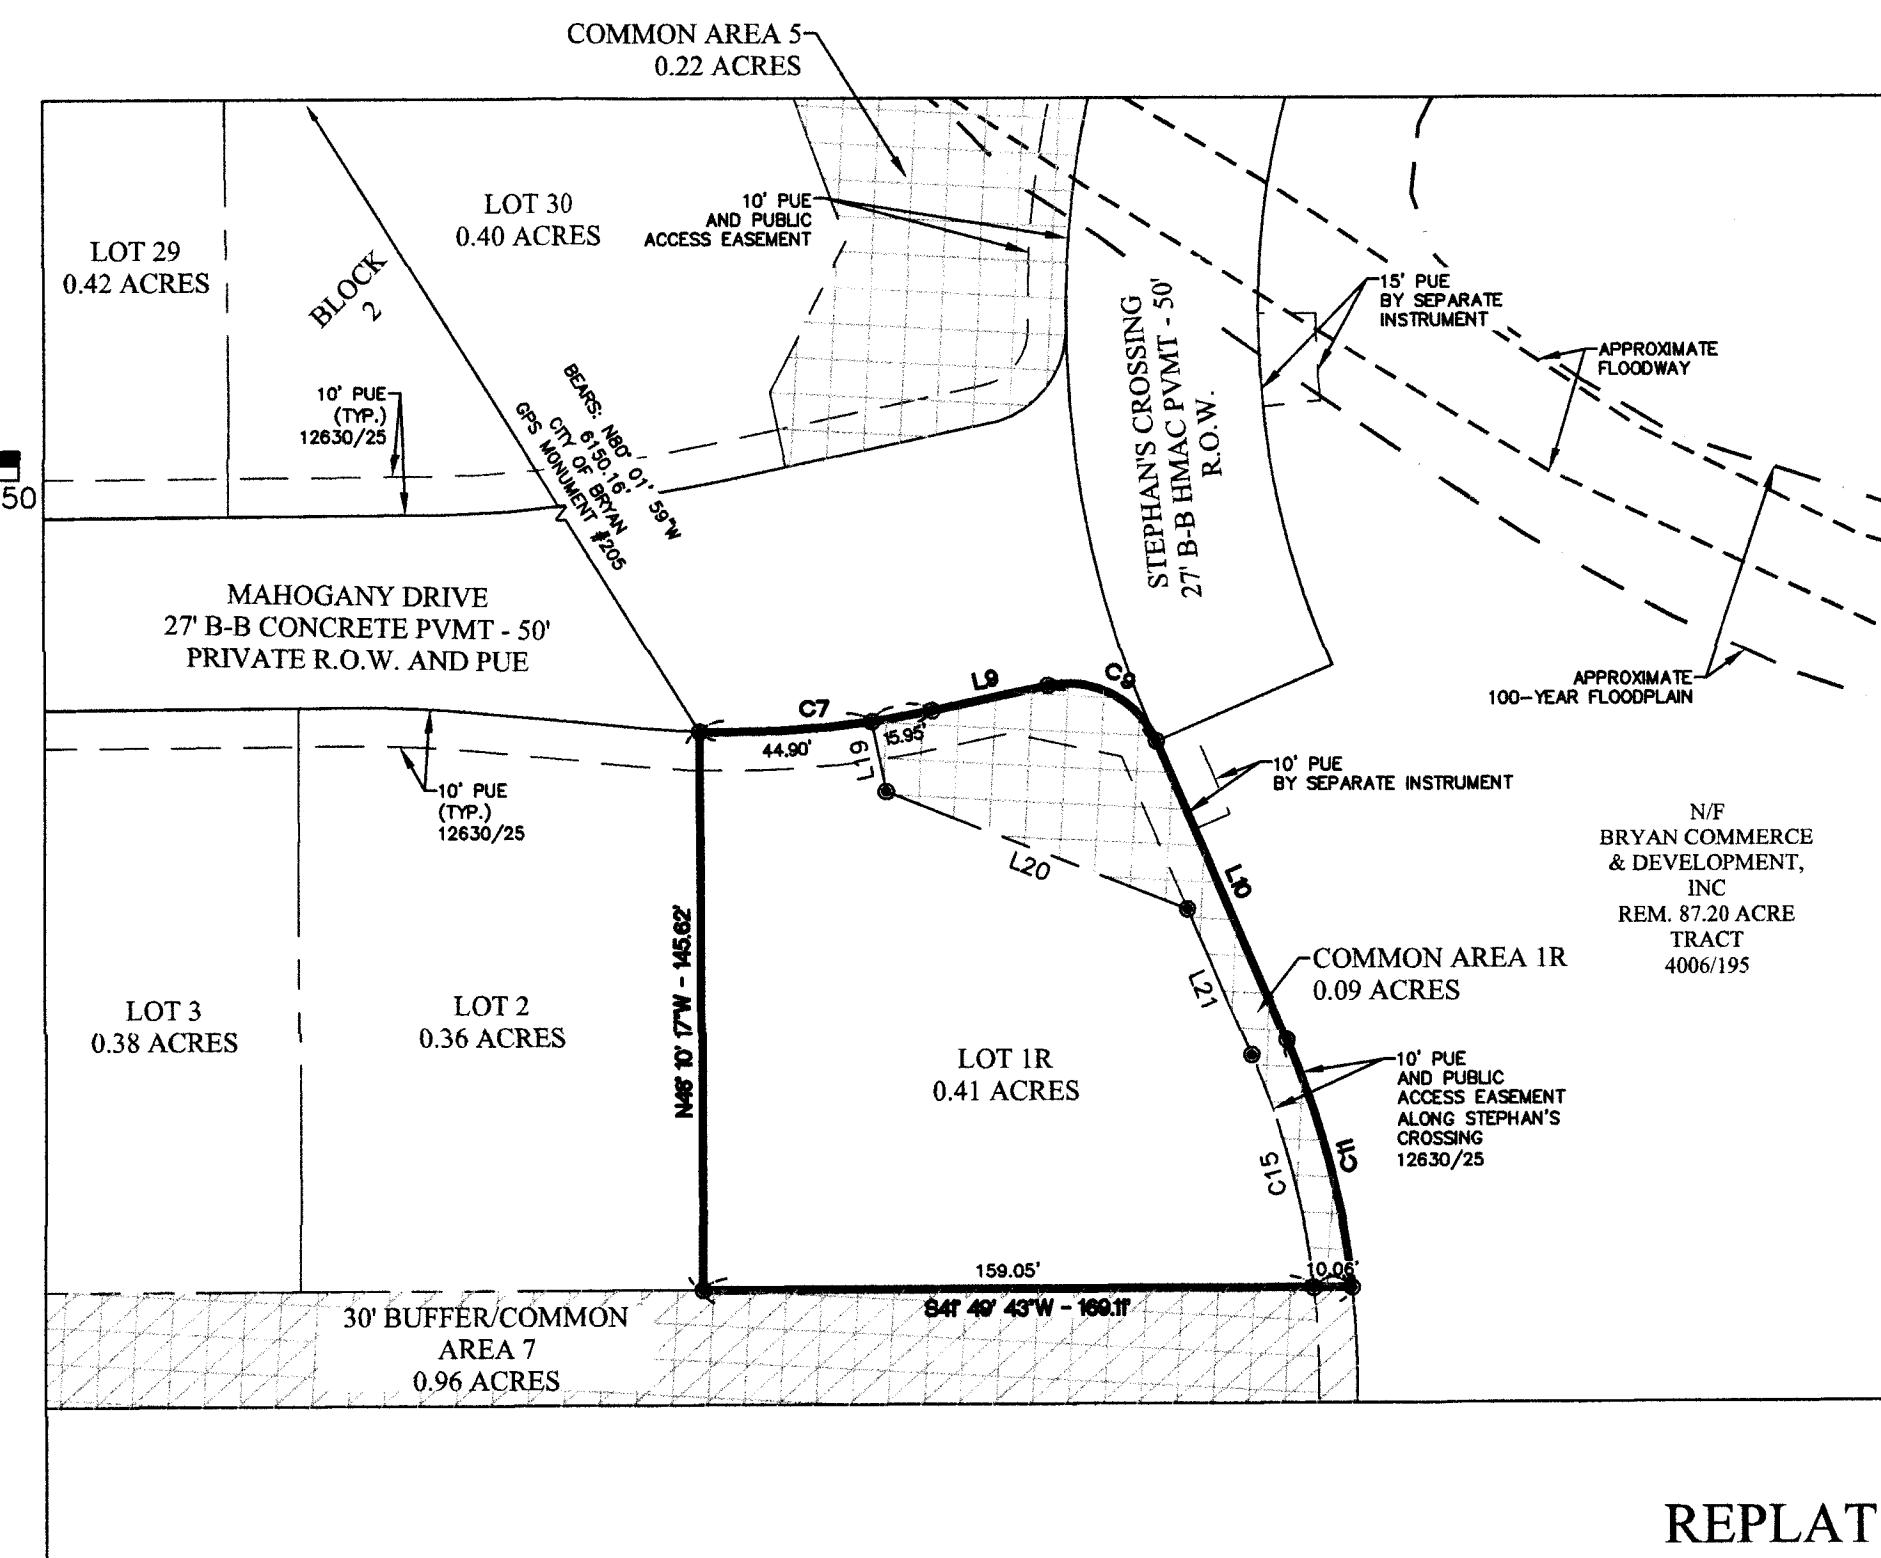 COMMON AREA 5
0.22 ACRES
LOT 29
0.42 ACRES
BLOCK
2
LOT 30
0.40 ACRES
10' PUE
AND PUBLIC
ACCESS EASEMENT
15' PUE
BY SEPARATE
INSTRUMENT
APPROXIMATE
FLOODWAY
10' PUE
(TYP.)
12630/25
50
BEARS: N80° 01' 59"W
6150.16'
CITY OF BRYAN
GPS MONUMENT #205
STEPHAN'S CROSSING
27' B-B HMAC PVMT - 50'
R.O.W.
MAHOGANY DRIVE
27' B-B CONCRETE PVMT - 50'
PRIVATE R.O.W. AND PUE
APPROXIMATE
100-YEAR FLOODPLAIN
C7
L9
C9
44.90'
15.95'
L19
10' PUE
BY SEPARATE INSTRUMENT
10' PUE
(TYP.)
12630/25
L20
L10
N/F
BRYAN COMMERCE
& DEVELOPMENT,
INC
REM. 87.20 ACRE
TRACT
4006/195
COMMON AREA 1R
0.09 ACRES
L21
N46° 10' 17"W - 145.62'
LOT 3
0.38 ACRES
LOT 2
0.36 ACRES
LOT 1R
0.41 ACRES
10' PUE
AND PUBLIC
ACCESS EASEMENT
ALONG STEPHAN'S
CROSSING
12630/25
C15
C11
159.05'
10.06'
S41° 49' 43"W - 169.11'
30' BUFFER/COMMON
AREA 7
0.96 ACRES
REPLAT